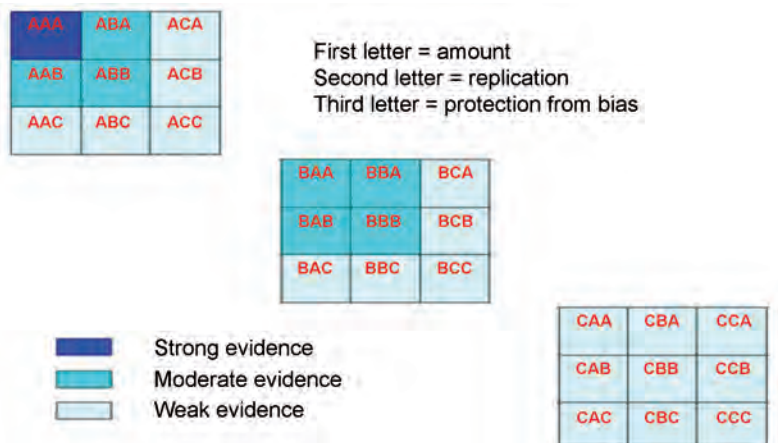 AAA ABA ACA
AAB ABB ACB
AAC ABC ACC
First letter = amount
Second letter = replication
Third letter = protection from bias
BAA BBA BCA
BAB BBB BCB
BAC BBC BCC
Strong evidence
Moderate evidence
Weak evidence
CAA CBA CCA
CAB CBB CCB
CAC CBC CCC